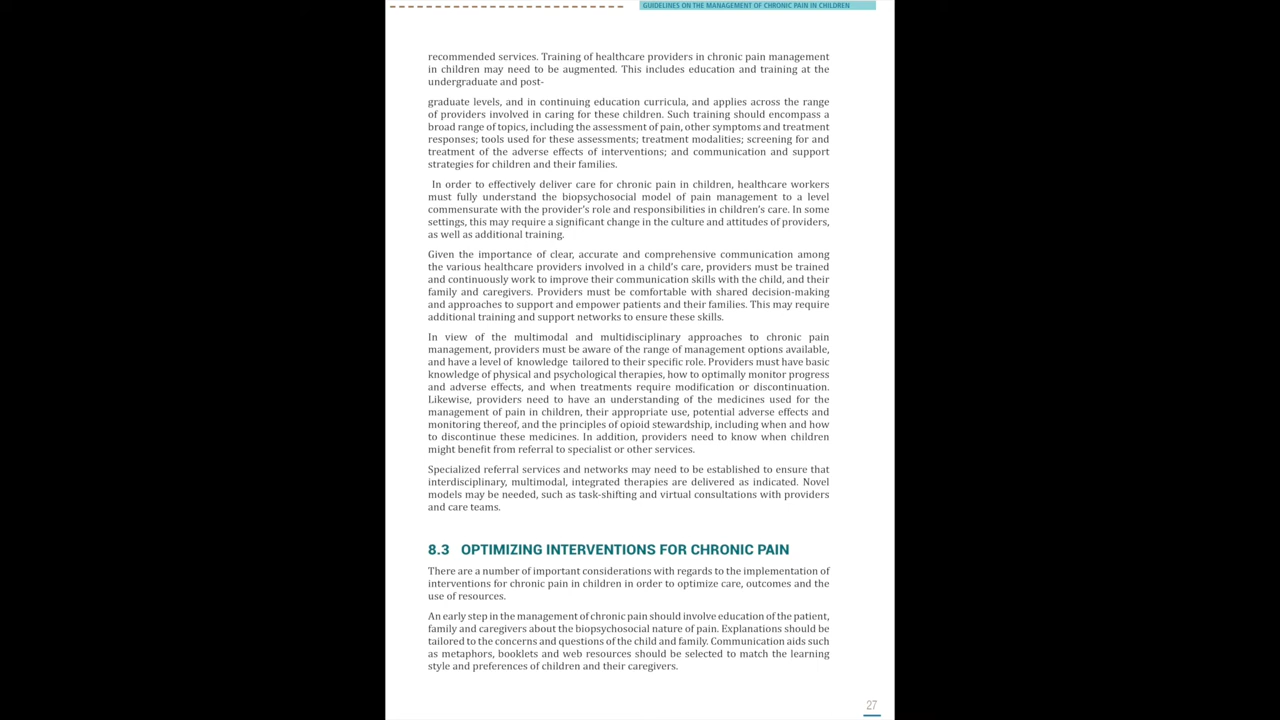 GUIDELINES ON THE MANAGEMENT OF CHRONIC PAIN IN CHILDREN
recommended services. Training of healthcare providers in chronic pain management
in children may need to be augmented. This includes education and training at the
undergraduate and post-
graduate levels, and in continuing education curricula, and applies across the range
of providers involved in caring for these children. Such training should encompass a
broad range of topics, including the assessment of pain, other symptoms and treatment
responses; tools used for these assessments; treatment modalities; screening for and
treatment of the adverse effects of interventions; and communication and support
strategies for children and their families.
In order to effectively deliver care for chronic pain in children, healthcare workers
must fully understand the biopsychosocial model of pain management to a level
commensurate with the provider's role and responsibilities in children's care. In some
settings, this may require a significant change in the culture and attitudes of providers,
as well as additional training.
Given the importance of clear, accurate and comprehensive communication among
the various healthcare providers involved in a child's care, providers must be trained
and continuously work to improve their communication skills with the child, and their
family and caregivers. Providers must be comfortable with shared decision-making
and approaches to support and empower patients and their families. This may require
additional training and support networks to ensure these skills.
In view of the multimodal and multidisciplinary approaches to chronic pain
management, providers must be aware of the range of management options available,
and have a level of knowledge tailored to their specific role. Providers must have basic
knowledge of physical and psychological therapies, how to optimally monitor progress
and adverse effects, and when treatments require modification or discontinuation.
Likewise, providers need to have an understanding of the medicines used for the
management of pain in children, their appropriate use, potential adverse effects and
monitoring thereof, and the principles of opioid stewardship, including when and how
to discontinue these medicines. In addition, providers need to know when children
might benefit from referral to specialist or other services.
Specialized referral services and networks may need to be established to ensure that
interdisciplinary, multimodal, integrated therapies are delivered as indicated. Novel
models may be needed, such as task-shifting and virtual consultations with providers
and care teams.
8.3 OPTIMIZING INTERVENTIONS FOR CHRONIC PAIN
There are a number of important considerations with regards to the implementation of
interventions for chronic pain in children in order to optimize care, outcomes and the
use of resources.
An early step in the management of chronic pain should involve education of the patient,
family and caregivers about the biopsychosocial nature of pain. Explanations should be
tailored to the concerns and questions of the child and family. Communication aids such
as metaphors, booklets and web resources should be selected to match the learning
style and preferences of children and their caregivers.
27